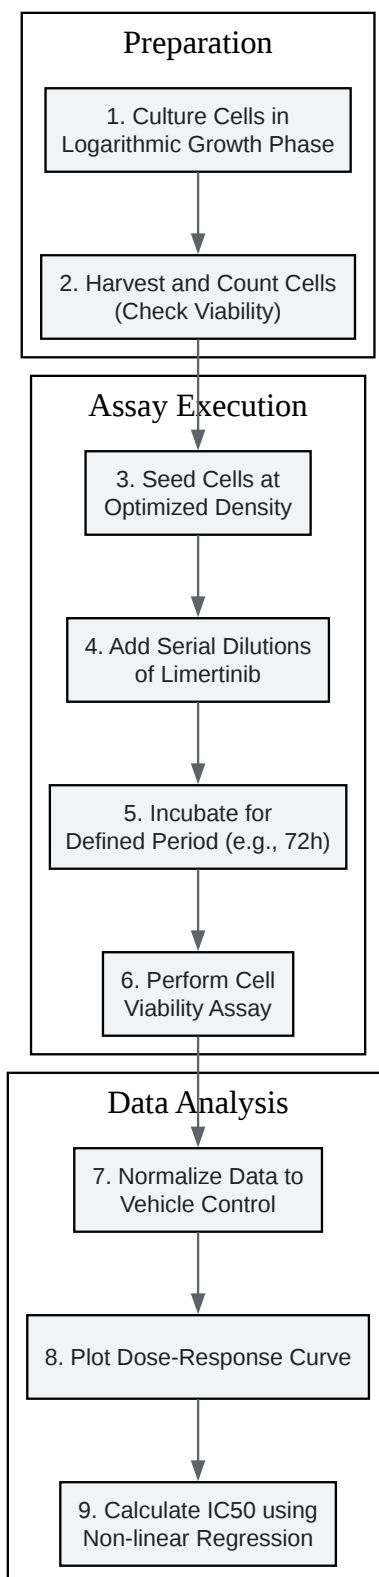 Preparation
1. Culture Cells in
Logarithmic Growth Phase
2. Harvest and Count Cells
(Check Viability)
Assay Execution
3. Seed Cells at
Optimized Density
4. Add Serial Dilutions
of Limertinib
5. Incubate for
Defined Period (e.g., 72h)
6. Perform Cell
Viability Assay
Data Analysis
7. Normalize Data to
Vehicle Control
8. Plot Dose-Response Curve
9. Calculate IC50 using
Non-linear Regression